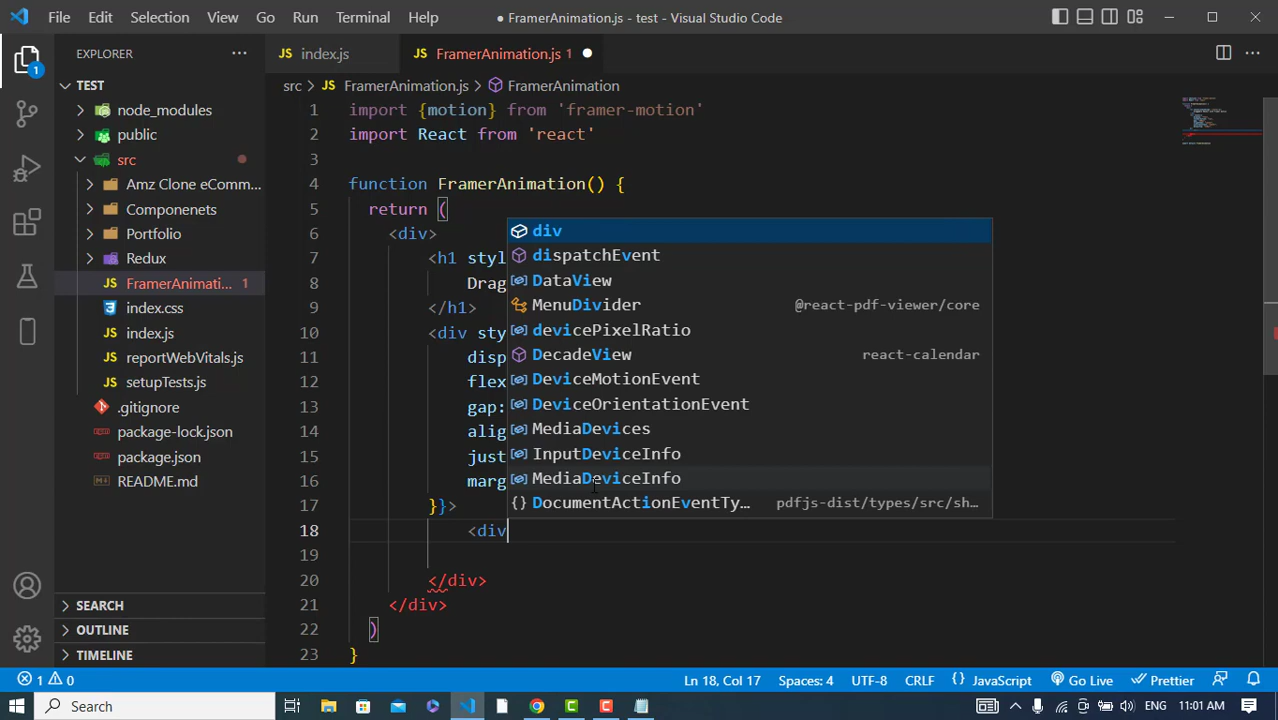 File Edit Selection View Go Run Terminal Help ● FramerAnimation.js - test - Visual Studio Code
EXPLORER ···
JS index.js JS FramerAnimation.js 1 ●
TEST
src > JS FramerAnimation.js > FramerAnimation
node_modules
public
src
Amz Clone eComm...
Componenets
Portfolio
Redux
JS FramerAnimati... 1
index.css
JS index.js
JS reportWebVitals.js
JS setupTests.js
.gitignore
package-lock.json
package.json
README.md
SEARCH
OUTLINE
TIMELINE
1 import {motion} from 'framer-motion'
2 import React from 'react'
3
4 function FramerAnimation() {
5 return (
6 <div>
7 <h1 styl
8 Drag
9 </h1>
10 <div sty
11 disp
12 flex
13 gap:
14 alig
15 just
16 marg
17 }}>
18 <div
19
20 </div>
21 </div>
22 )
23 }
div
dispatchEvent
DataView
MenuDivider @react-pdf-viewer/core
devicePixelRatio
DecadeView react-calendar
DeviceMotionEvent
DeviceOrientationEvent
MediaDevices
InputDeviceInfo
MediaDeviceInfo
{} DocumentActionEventTy... pdfjs-dist/types/src/sh...
1 0 Ln 18, Col 17 Spaces: 4 UTF-8 CRLF {} JavaScript Go Live Prettier
Search ENG 11:01 AM